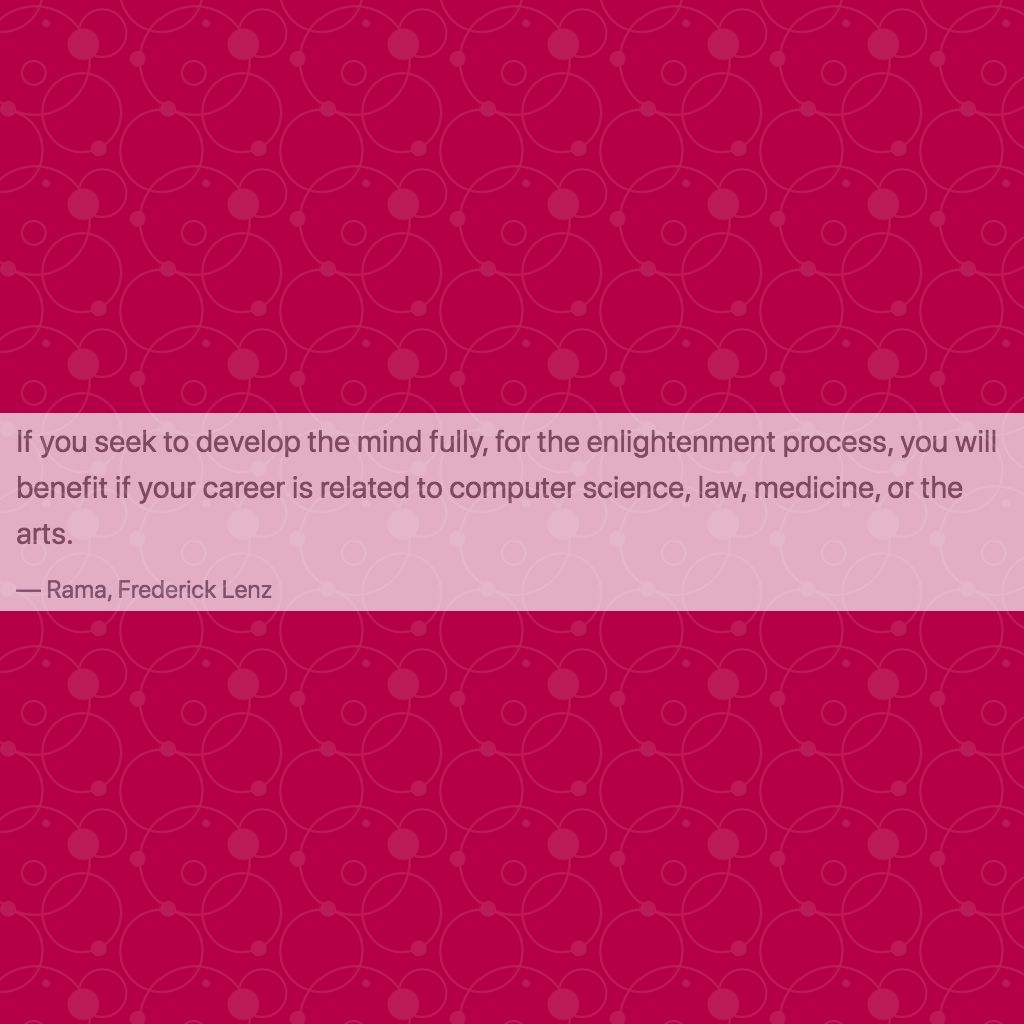 If you seek to develop the mind fully, for the enlightenment process, you will
benefit if your career is related to computer science, law, medicine, or the
arts.
— Rama, Frederick Lenz